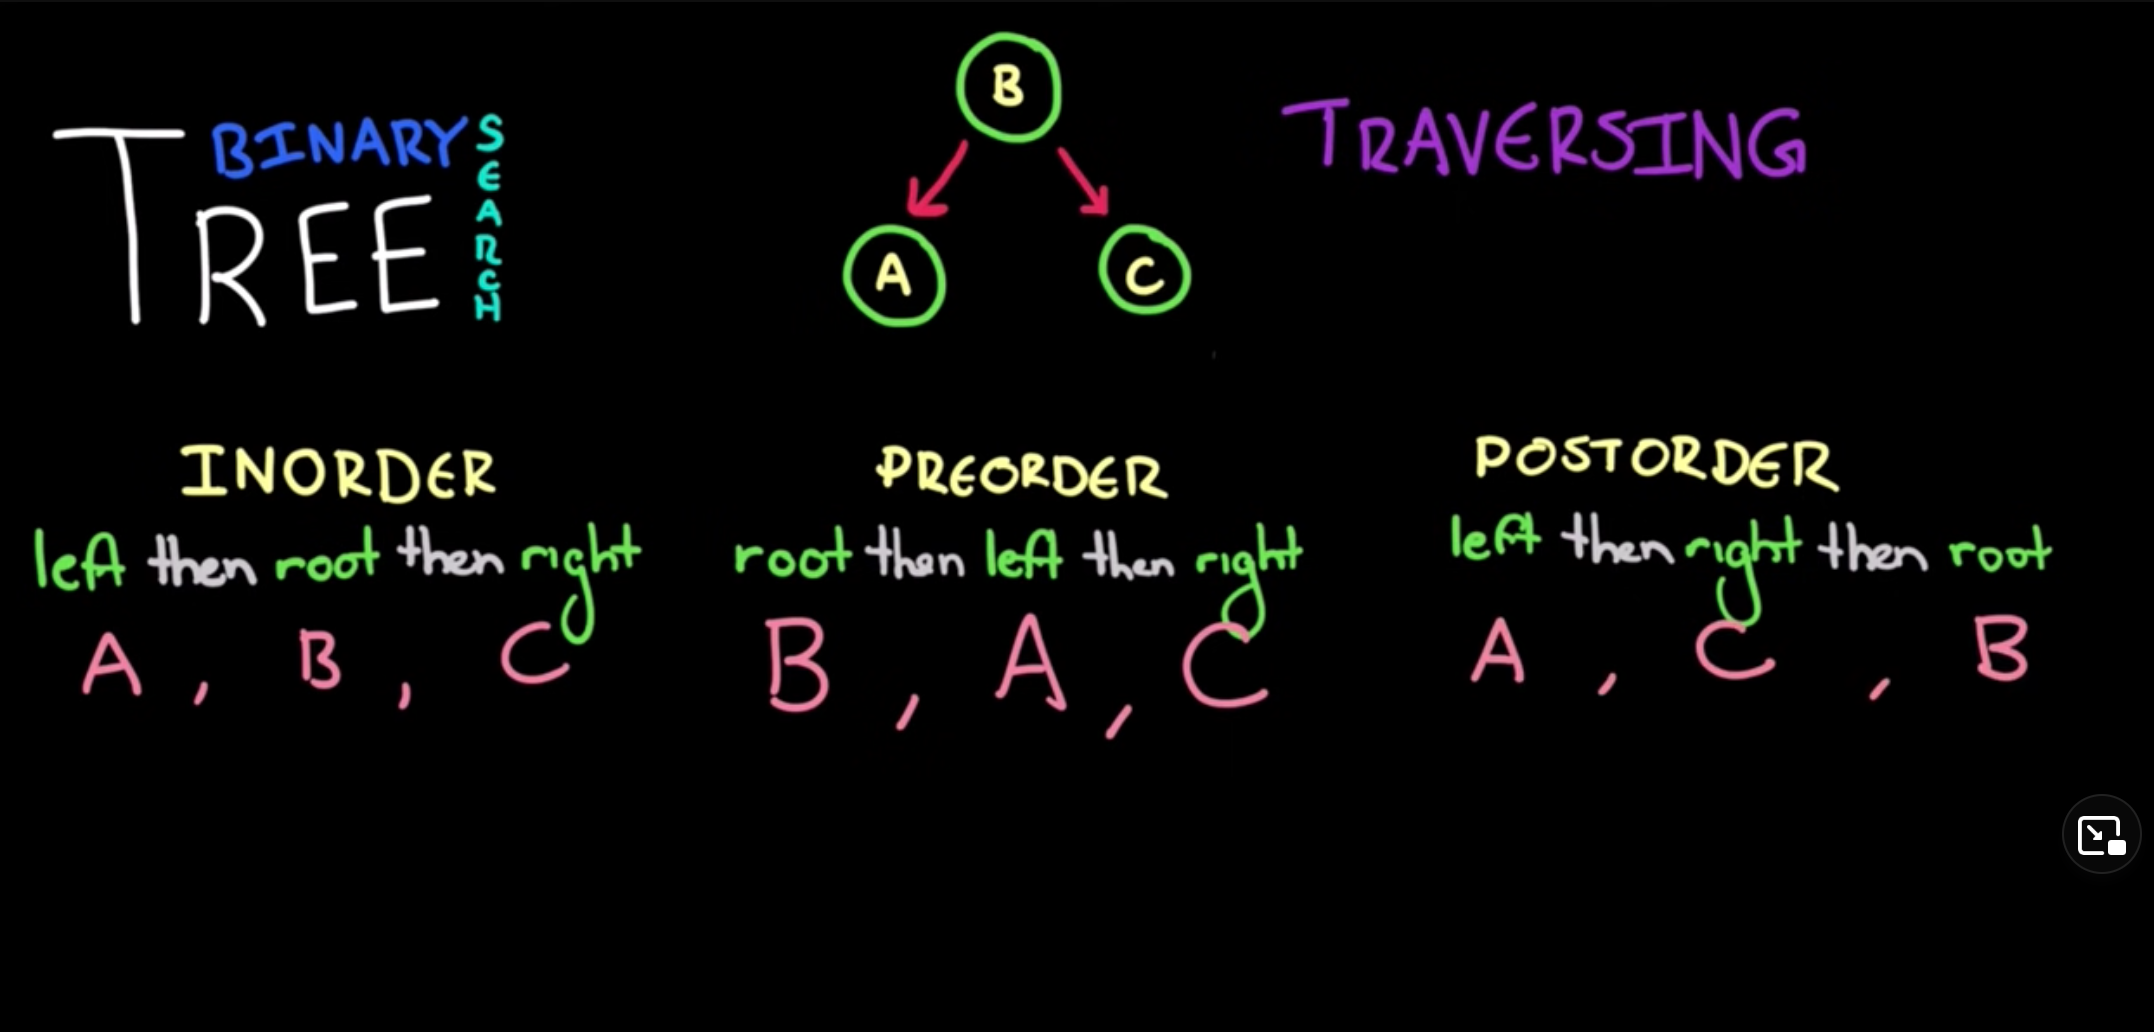 BINARY
TREE
SEARCH
B
A
C
TRAVERSING
INORDER
left then root then right
A , B , C
PREORDER
root then left then right
B , A , C
POSTORDER
left then right then root
A , C , B